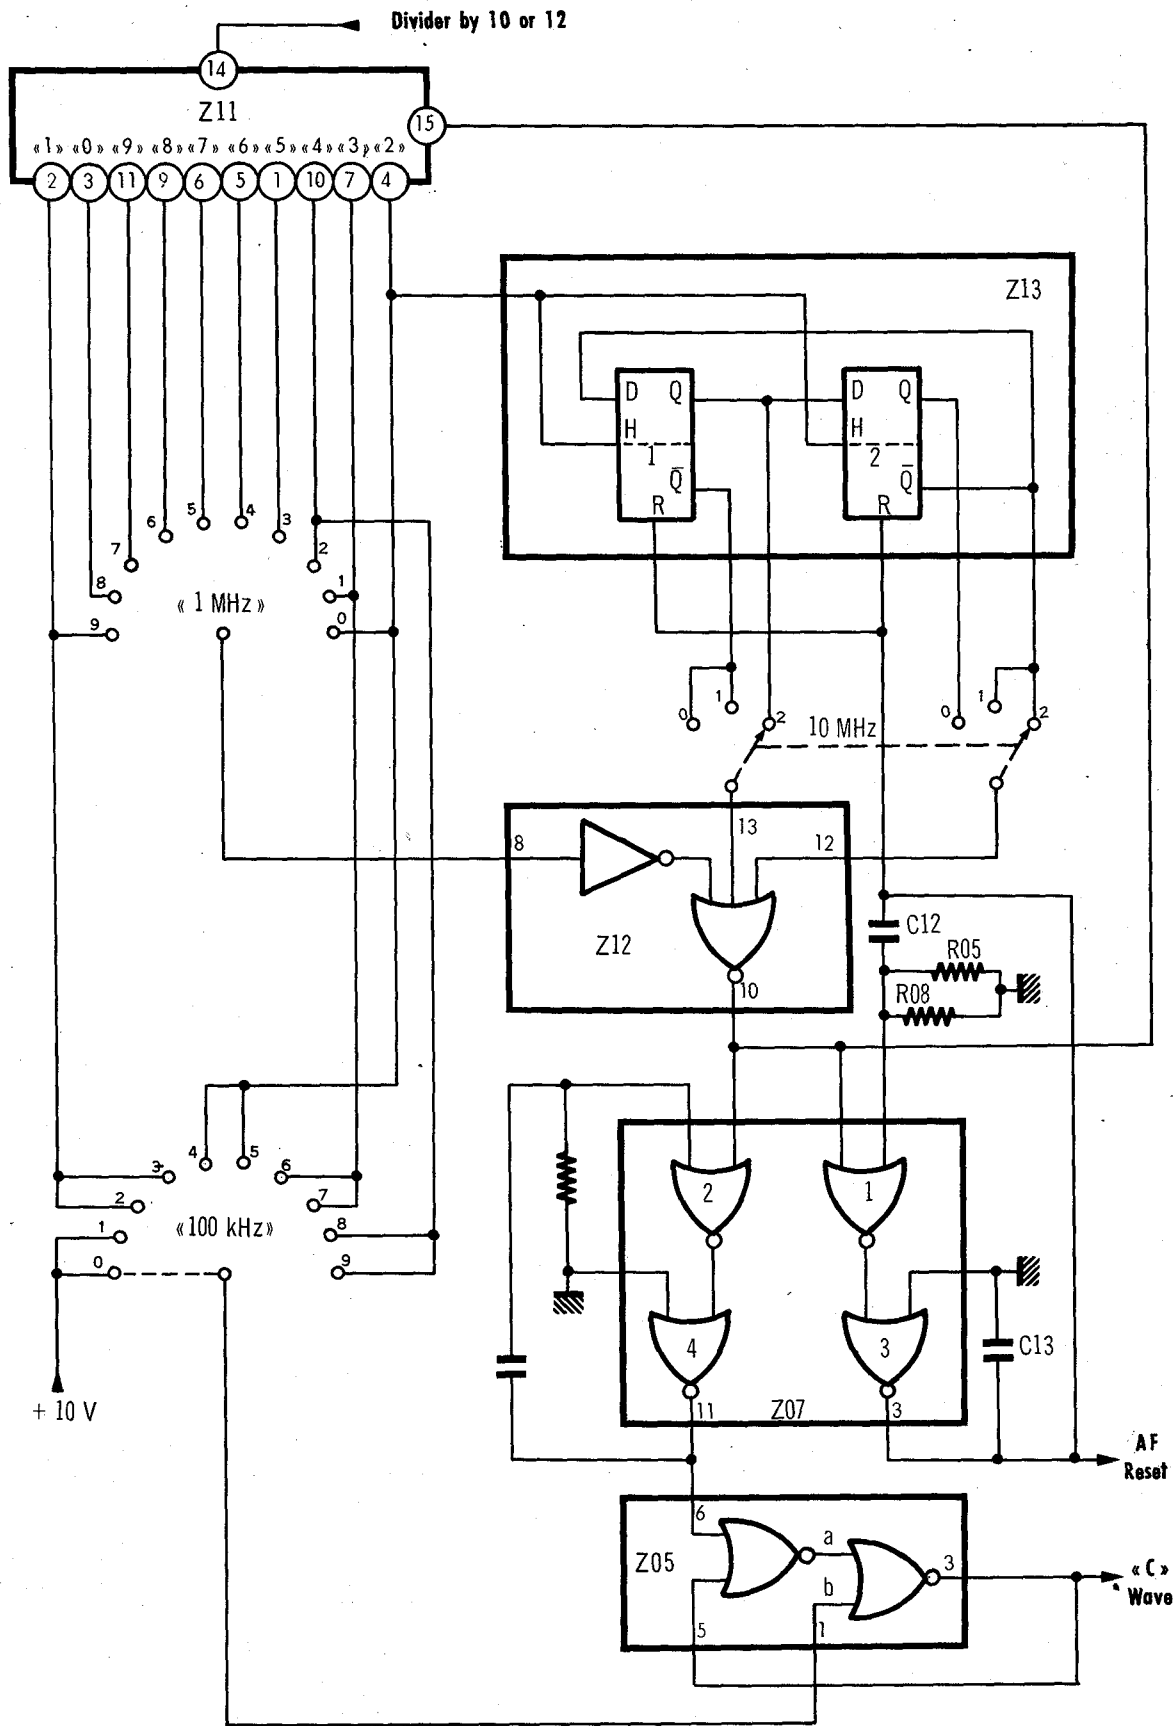 Divider by 10 or 12
14
Z11
15
«1» «0» «9» «8» «7» «6» «5» «4» «3» «2»
2 3 11 9 6 5 1 10 7 4
Z13
D Q
H
1
Q̄
R
D Q
H
2
Q̄
R
5 4
6 3
7 2
8 1
« 1 MHz »
9 0
0 1 2
10 MHz
0 1 2
8
13
12
Z12
10
C12
R05
R08
4 5
3 6
2 7
«100 kHz»
1 8
0 9
+ 10 V
2
1
4
3
C13
11
Z07
3
AF
Reset
6
Z05
a
b
3
5
1
« C »
Wave